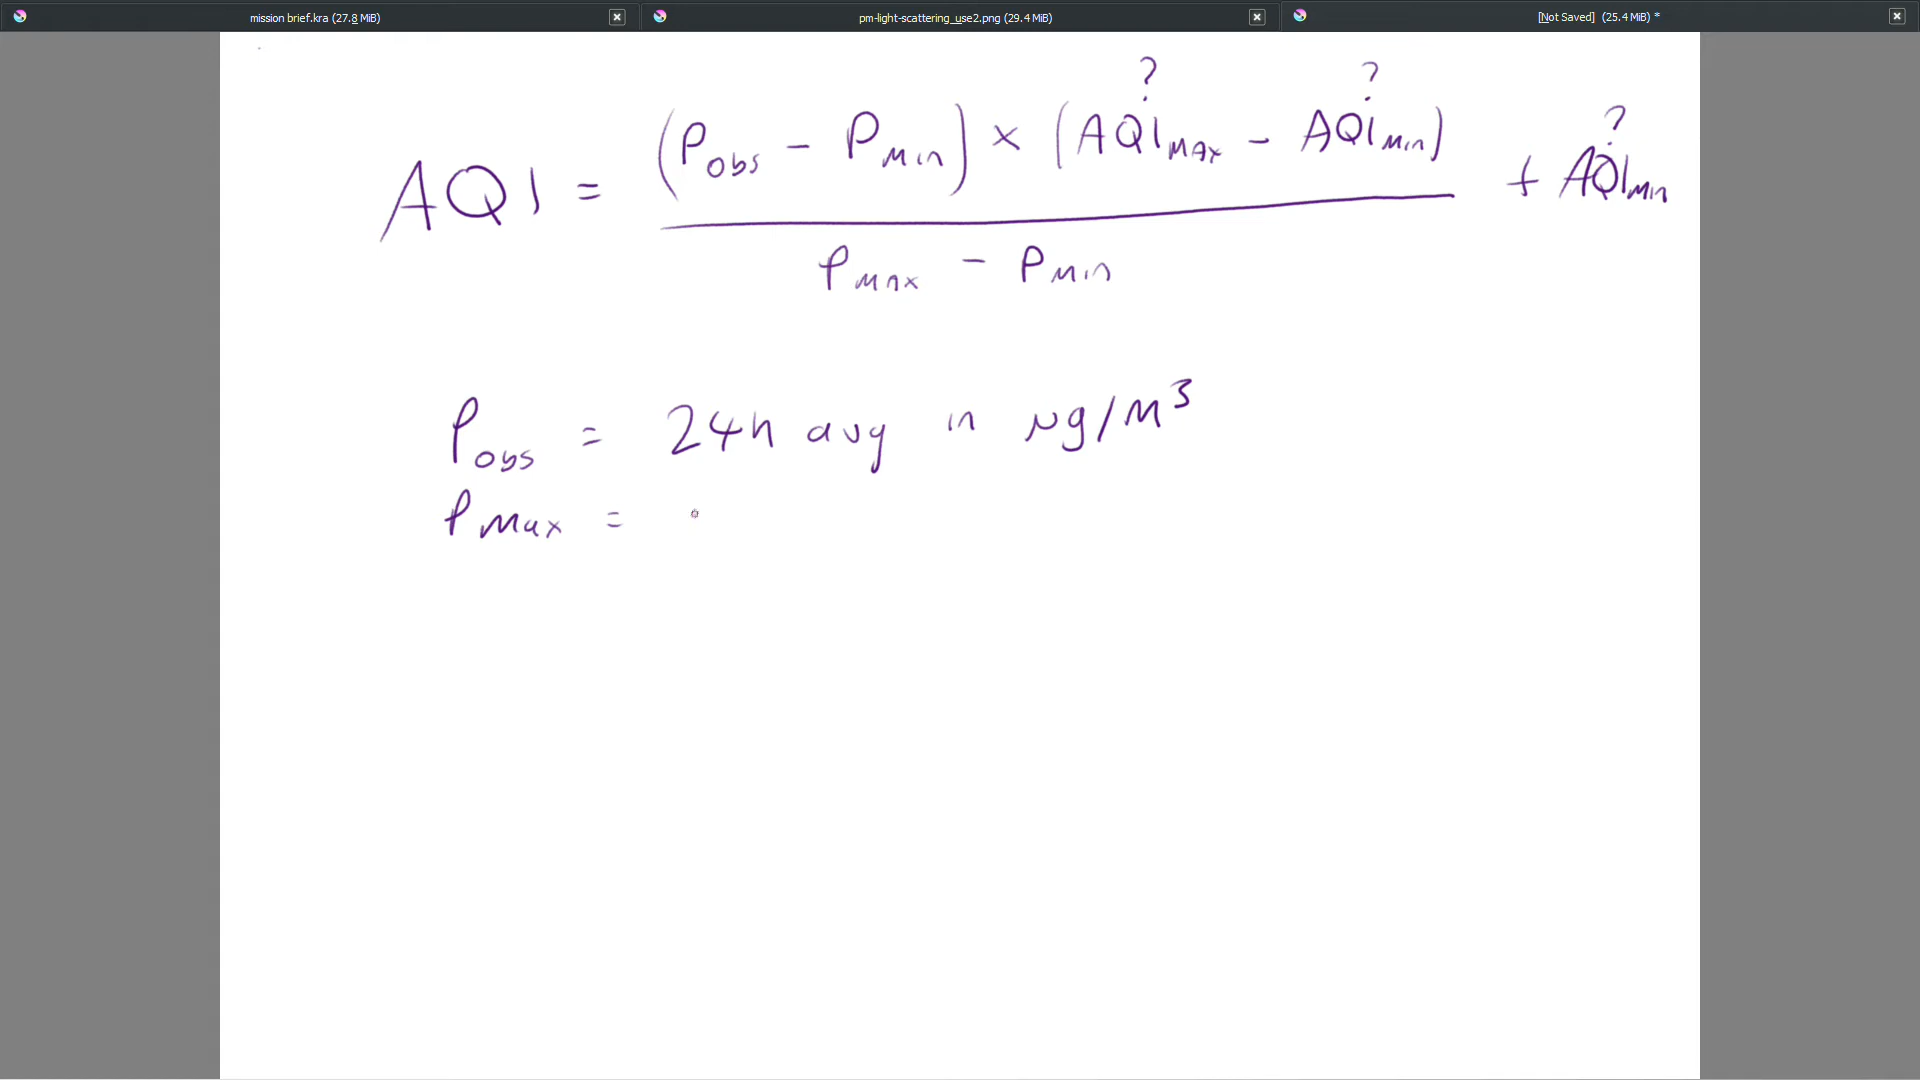 mission brief.kra (27.8 MiB) pm-light-scattering_use2.png (29.4 MiB) [Not Saved] (25.4 MiB) *
? ? ?
AQI = (Pobs - Pmin) × (AQIMAX - AQIMin) + AQIMin
PMax - PMin
Pobs = 24h avg in µg/m³
PMax =